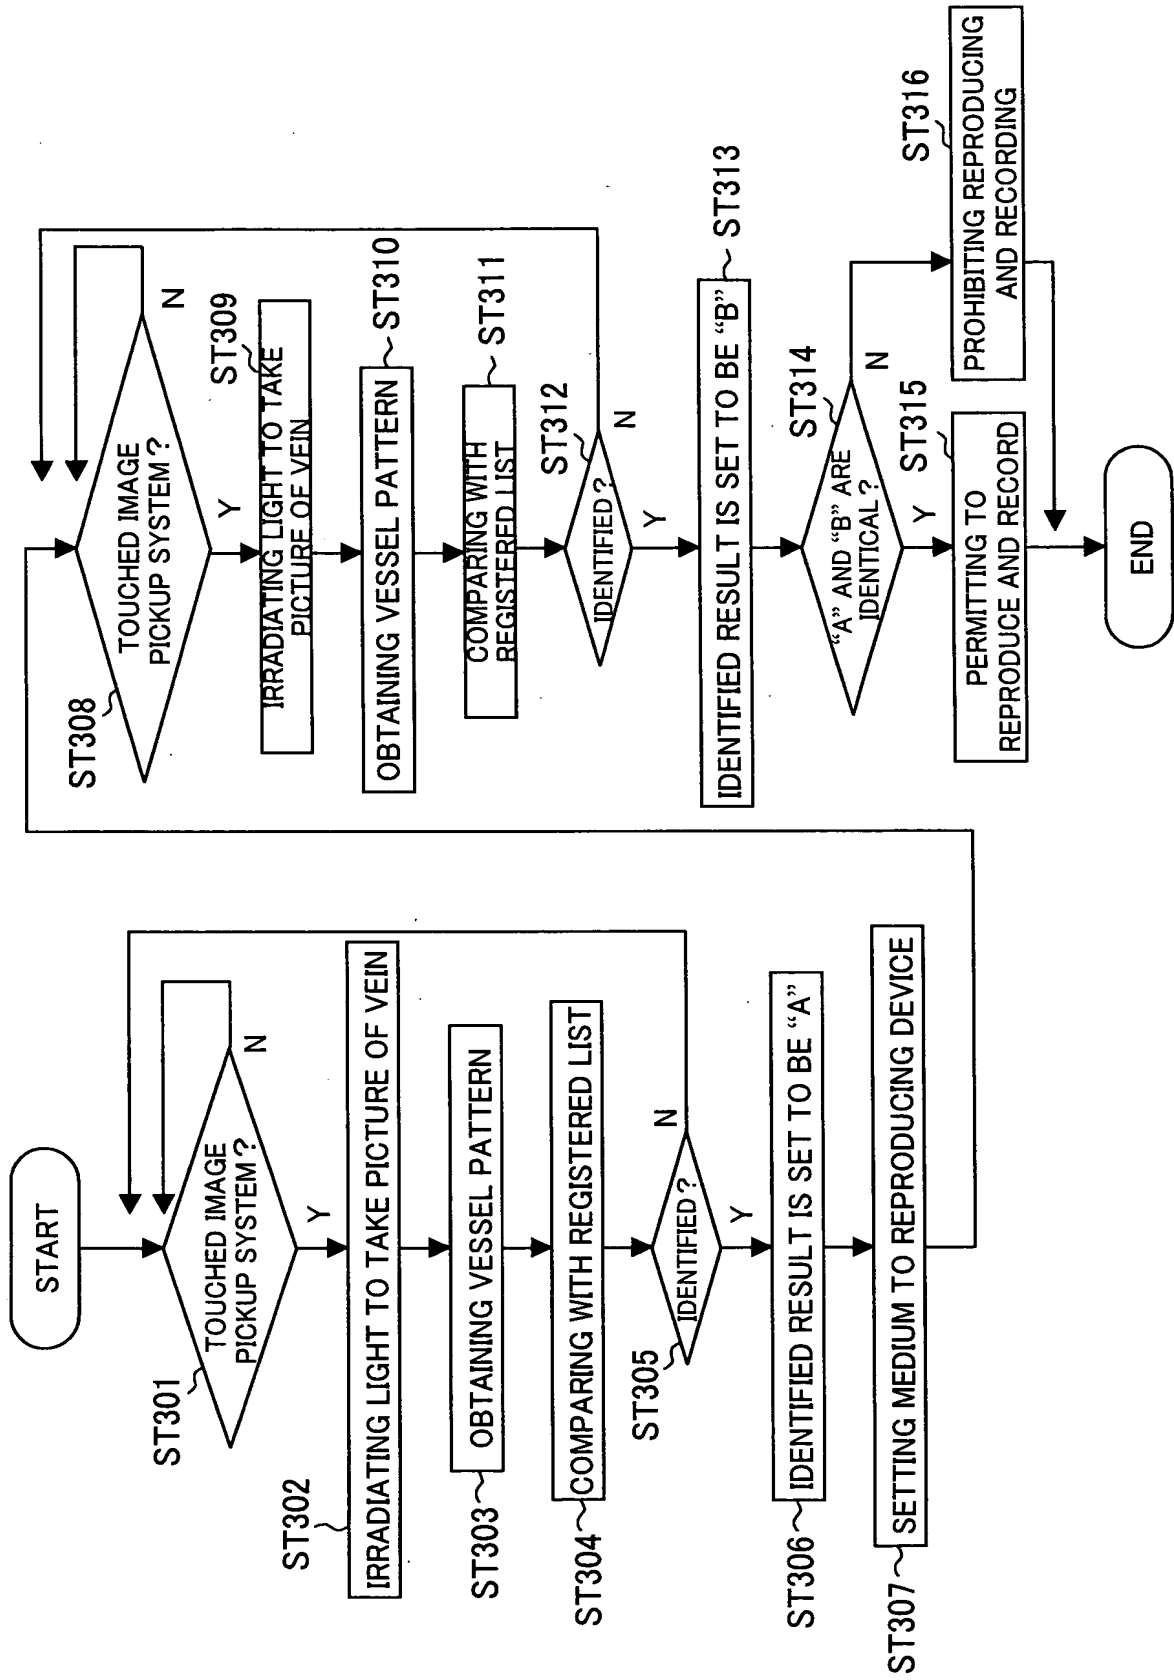 START
ST301
TOUCHED IMAGE
PICKUP SYSTEM?
N
Y
ST302
IRRADIATING LIGHT TO TAKE PICTURE OF VEIN
ST303
OBTAINING VESSEL PATTERN
ST304
COMPARING WITH REGISTERED LIST
ST305
IDENTIFIED?
N
Y
ST306
IDENTIFIED RESULT IS SET TO BE “A”
ST307
SETTING MEDIUM TO REPRODUCING DEVICE
ST308
TOUCHED IMAGE
PICKUP SYSTEM?
N
Y
ST309
IRRADIATING LIGHT TO TAKE
PICTURE OF VEIN
OBTAINING VESSEL PATTERN
ST310
COMPARING WITH
REGISTERED LIST
ST311
ST312
IDENTIFIED?
N
Y
IDENTIFIED RESULT IS SET TO BE “B”
ST313
ST314
“A” AND “B” ARE
IDENTICAL?
N
Y
ST315
PERMITTING TO
REPRODUCE AND RECORD
ST316
PROHIBITING REPRODUCING
AND RECORDING
END